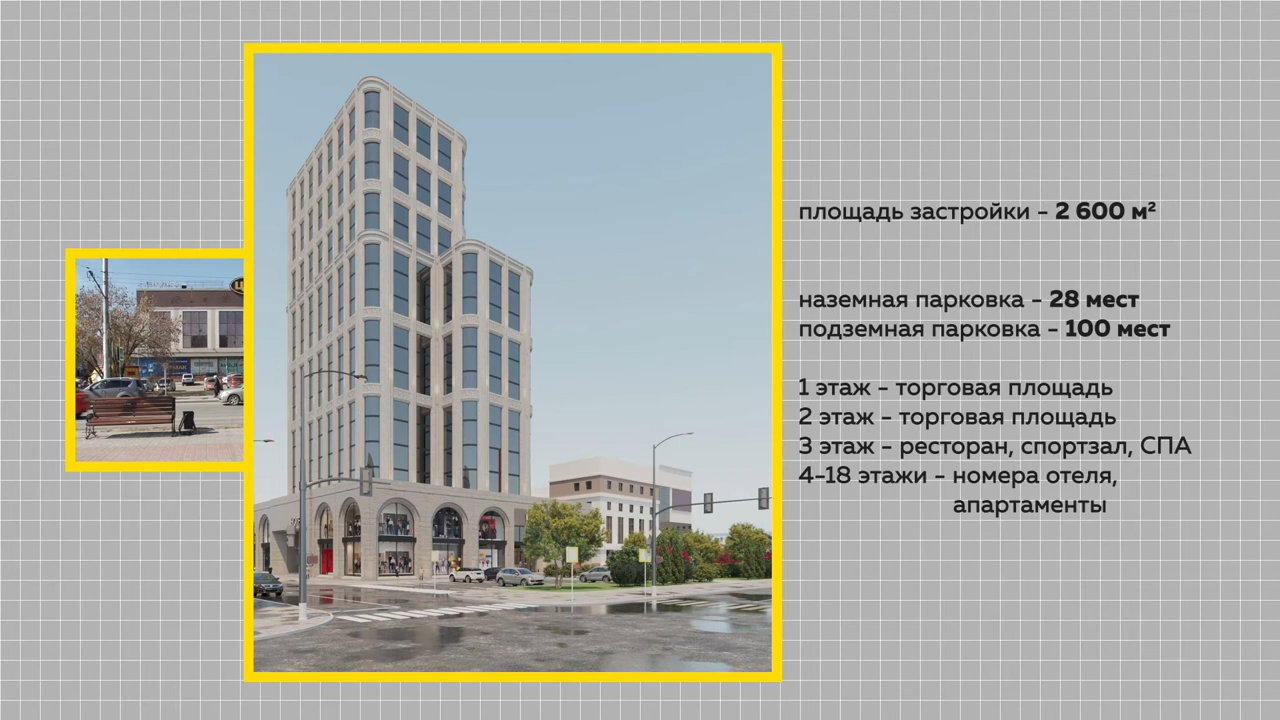 площадь застройки – 2 600 м²
наземная парковка – 28 мест
подземная парковка – 100 мест
1 этаж – торговая площадь
2 этаж – торговая площадь
3 этаж – ресторан, спортзал, СПА
4–18 этажи – номера отеля,
апартаменты